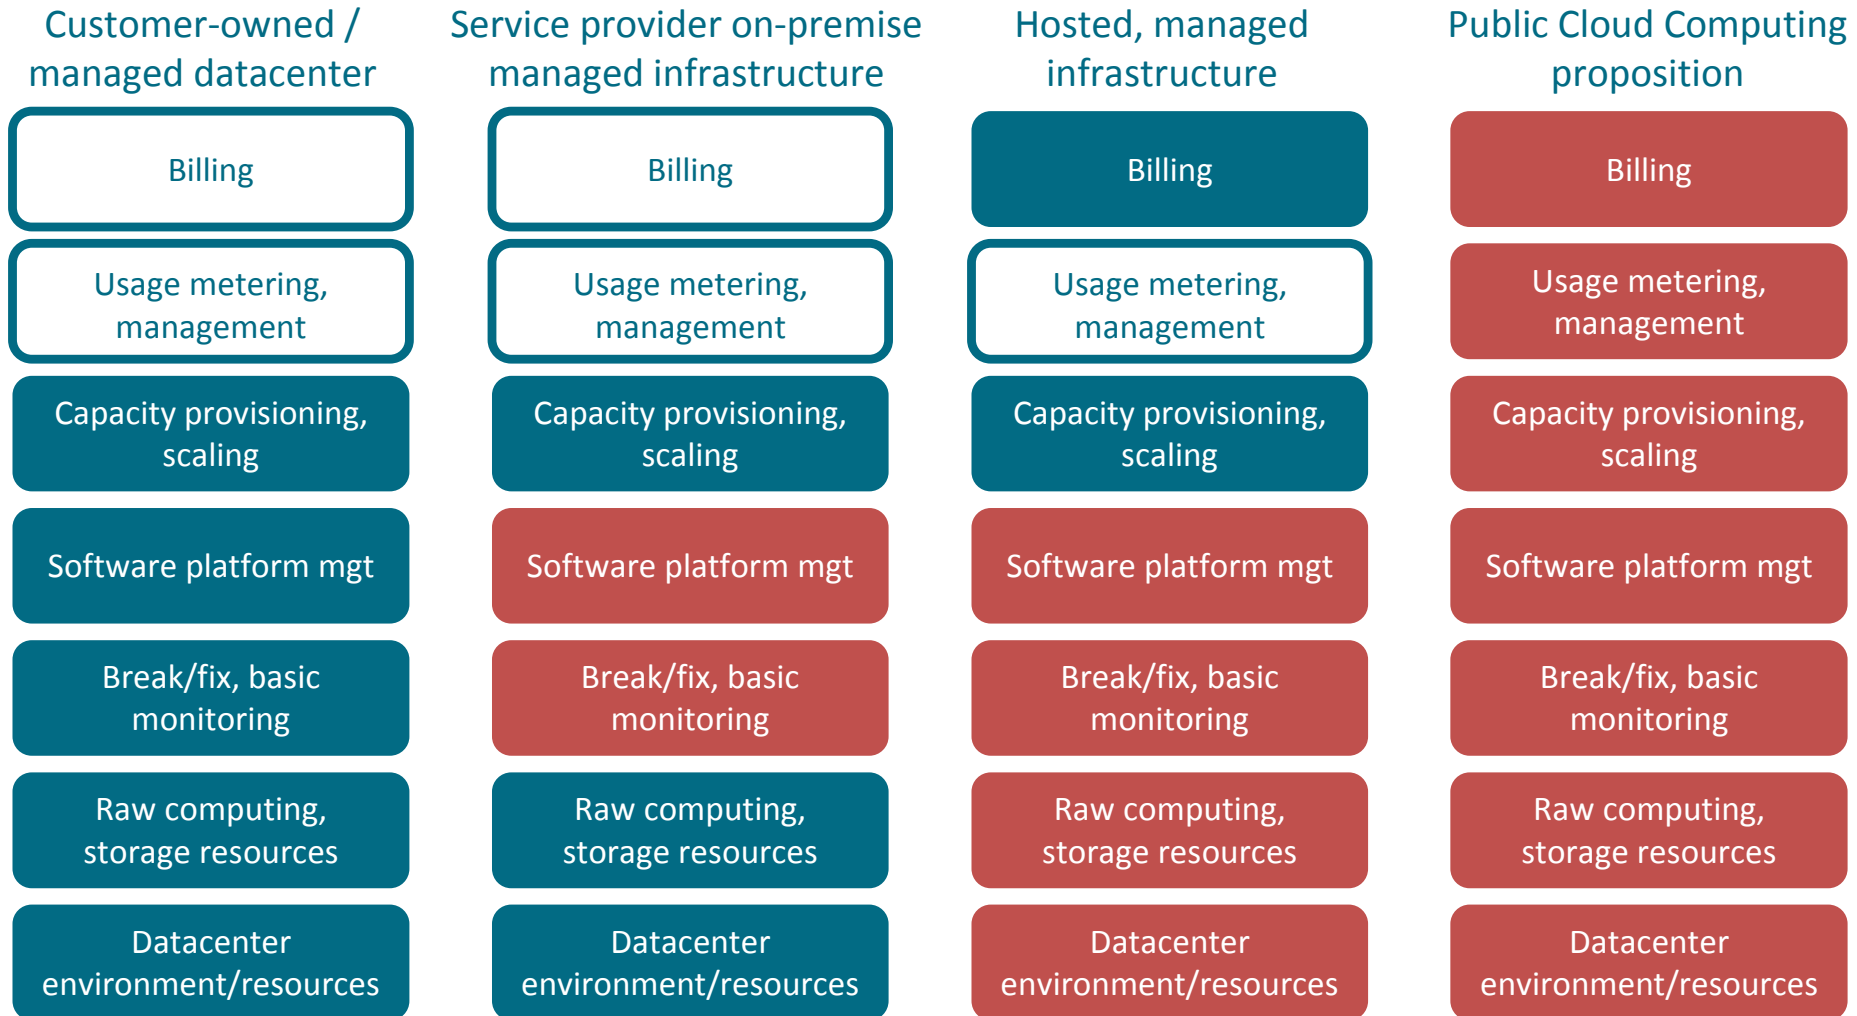 Customer-owned /
managed datacenter
Billing
Usage metering,
management
Capacity provisioning,
scaling
Software platform mgt
Break/fix, basic
monitoring
Raw computing,
storage resources
Datacenter
environment/resources
Service provider on-premise
managed infrastructure
Billing
Usage metering,
management
Capacity provisioning,
scaling
Software platform mgt
Break/fix, basic
monitoring
Raw computing,
storage resources
Datacenter
environment/resources
Hosted, managed
infrastructure
Billing
Usage metering,
management
Capacity provisioning,
scaling
Software platform mgt
Break/fix, basic
monitoring
Raw computing,
storage resources
Datacenter
environment/resources
Public Cloud Computing
proposition
Billing
Usage metering,
management
Capacity provisioning,
scaling
Software platform mgt
Break/fix, basic
monitoring
Raw computing,
storage resources
Datacenter
environment/resources